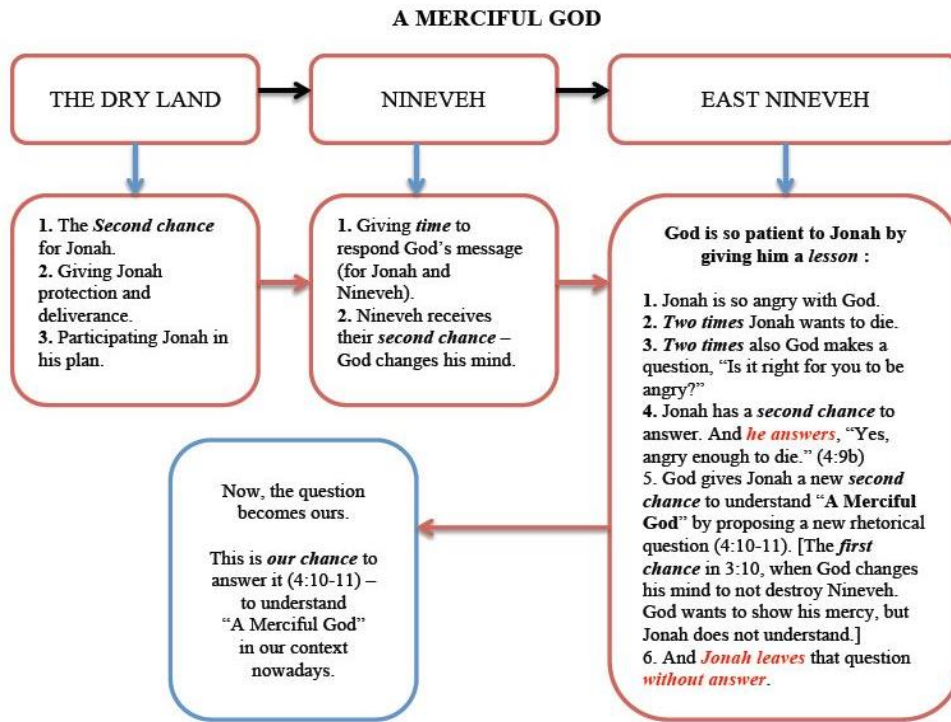 A MERCIFUL GOD
THE DRY LAND
NINEVEH
EAST NINEVEH
1. The Second chance
for Jonah.
2. Giving Jonah
protection and
deliverance.
3. Participating Jonah in
his plan.
1. Giving time to
respond God's message
(for Jonah and
Nineveh).
2. Nineveh receives
their second chance –
God changes his mind.
God is so patient to Jonah by
giving him a lesson :
1. Jonah is so angry with God.
2. Two times Jonah wants to die.
3. Two times also God makes a
question, “Is it right for you to be
angry?”
4. Jonah has a second chance to
answer. And he answers, “Yes,
angry enough to die.” (4:9b)
5. God gives Jonah a new second
chance to understand “A Merciful
God” by proposing a new rhetorical
question (4:10-11). [The first
chance in 3:10, when God changes
his mind to not destroy Nineveh.
God wants to show his mercy, but
Jonah does not understand.]
6. And Jonah leaves that question
without answer.
Now, the question
becomes ours.
This is our chance to
answer it (4:10-11) –
to understand
“A Merciful God”
in our context
nowadays.